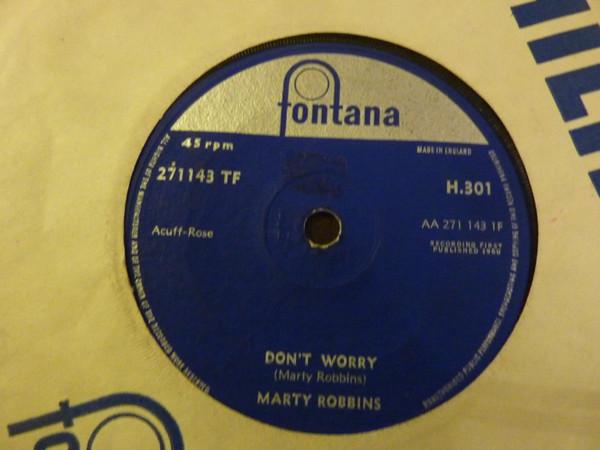 fontana
45 rpm
MADE IN ENGLAND
271143 TF
H.301
AA 271 143 1F
Acuff-Rose
RECORDING FIRST
PUBLISHED 1960
DON'T WORRY
(Marty Robbins)
MARTY ROBBINS